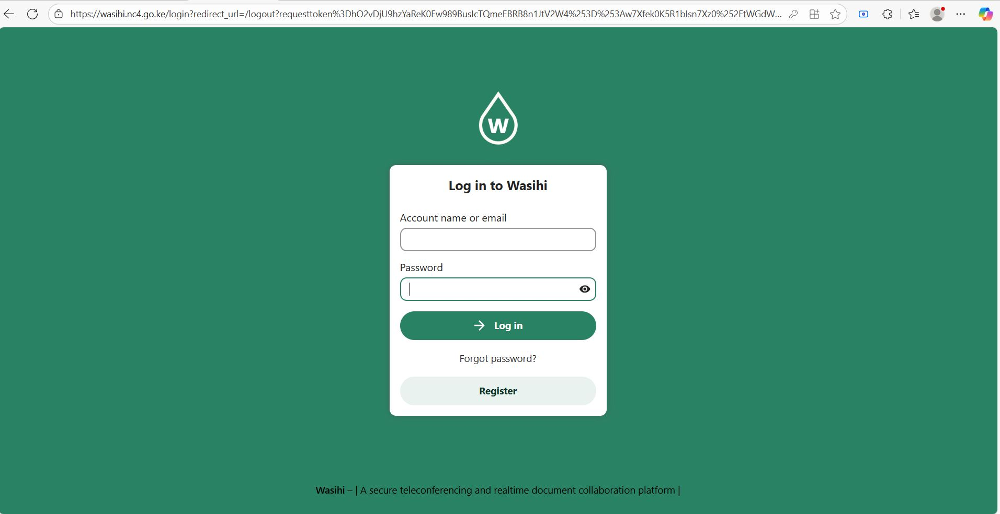 https://wasihi.nc4.go.ke/login?redirect_url=/logout?requesttoken%3DhO2vDjU9hzYaReK0Ew989BusIcTQmeEBRB8n1JtV2W4%253D%253Aw7Xfek0K5R1bIsn7Xz0%252FtWGdW...
W
Log in to Wasihi
Account name or email
Password
Log in
Forgot password?
Register
Wasihi – | A secure teleconferencing and realtime document collaboration platform |